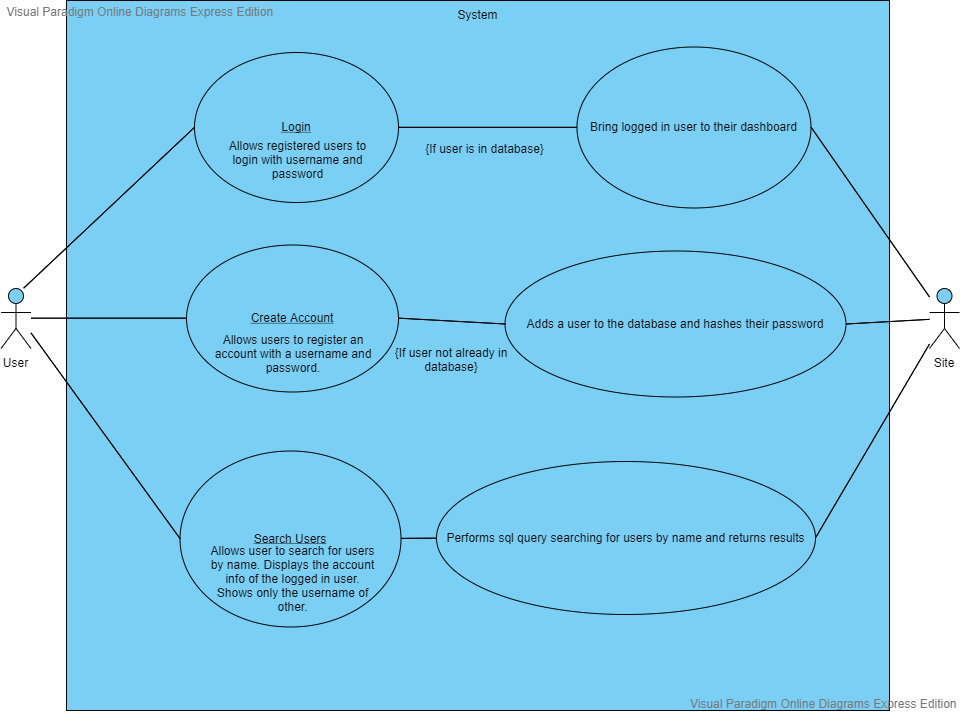 Visual Paradigm Online Diagrams Express Edition
System
Login
Allows registered users to
login with username and
password
{If user is in database}
Bring logged in user to their dashboard
User
Create Account
Allows users to register an
account with a username and
password.
{If user not already in
database}
Adds a user to the database and hashes their password
Site
Search Users
Allows user to search for users
by name. Displays the account
info of the logged in user.
Shows only the username of
other.
Performs sql query searching for users by name and returns results
Visual Paradigm Online Diagrams Express Edition